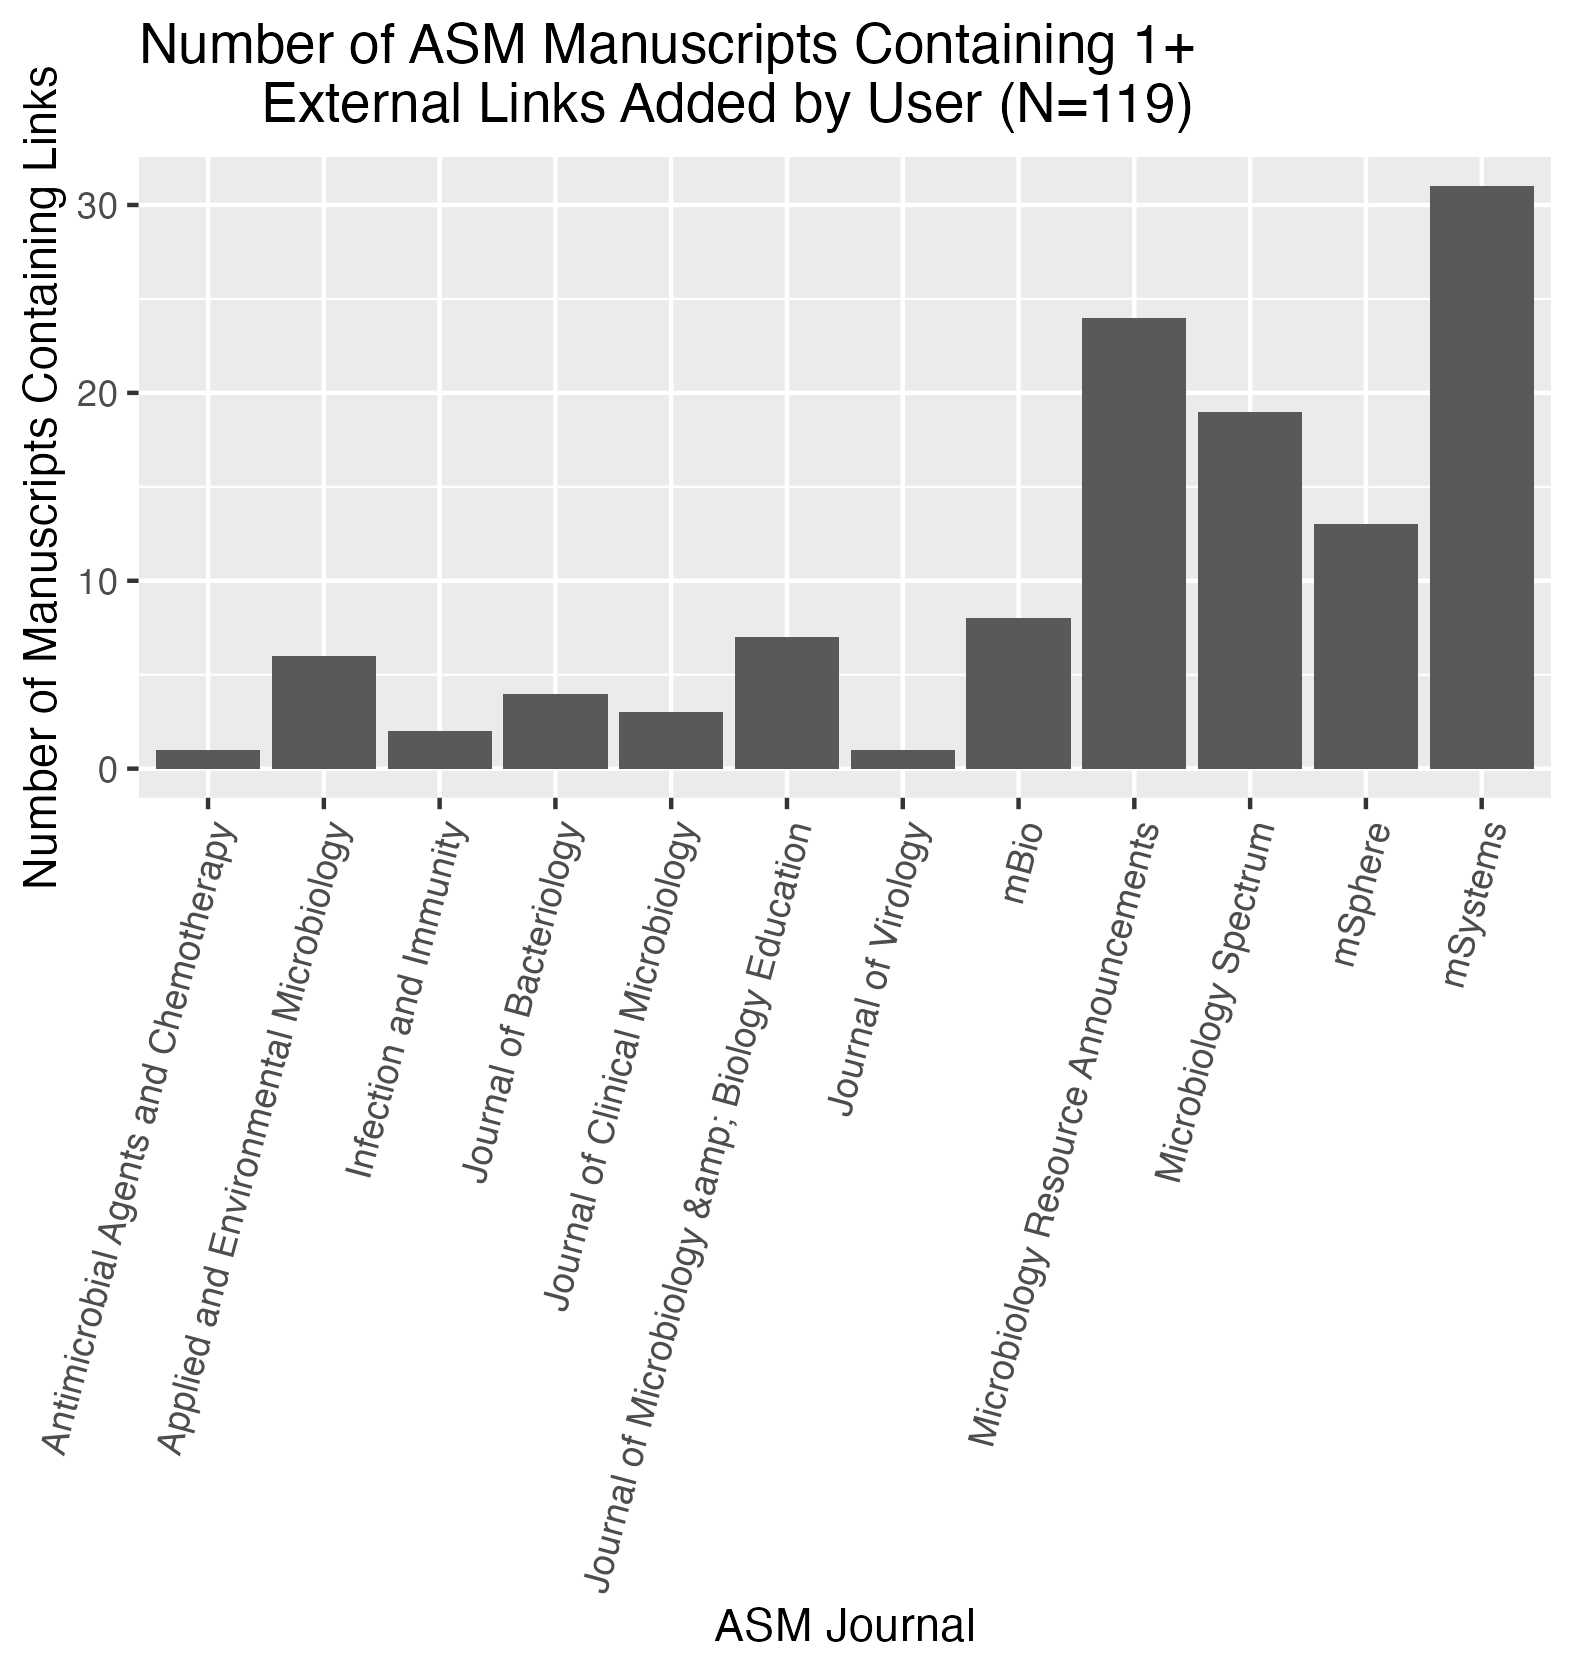 Number of ASM Manuscripts Containing 1+
External Links Added by User (N=119)
Number of Manuscripts Containing Links
30
20
10
0
Antimicrobial Agents and Chemotherapy
Applied and Environmental Microbiology
Infection and Immunity
Journal of Bacteriology
Journal of Clinical Microbiology
Journal of Microbiology &amp; Biology Education
Journal of Virology
mBio
Microbiology Resource Announcements
Microbiology Spectrum
mSphere
mSystems
ASM Journal